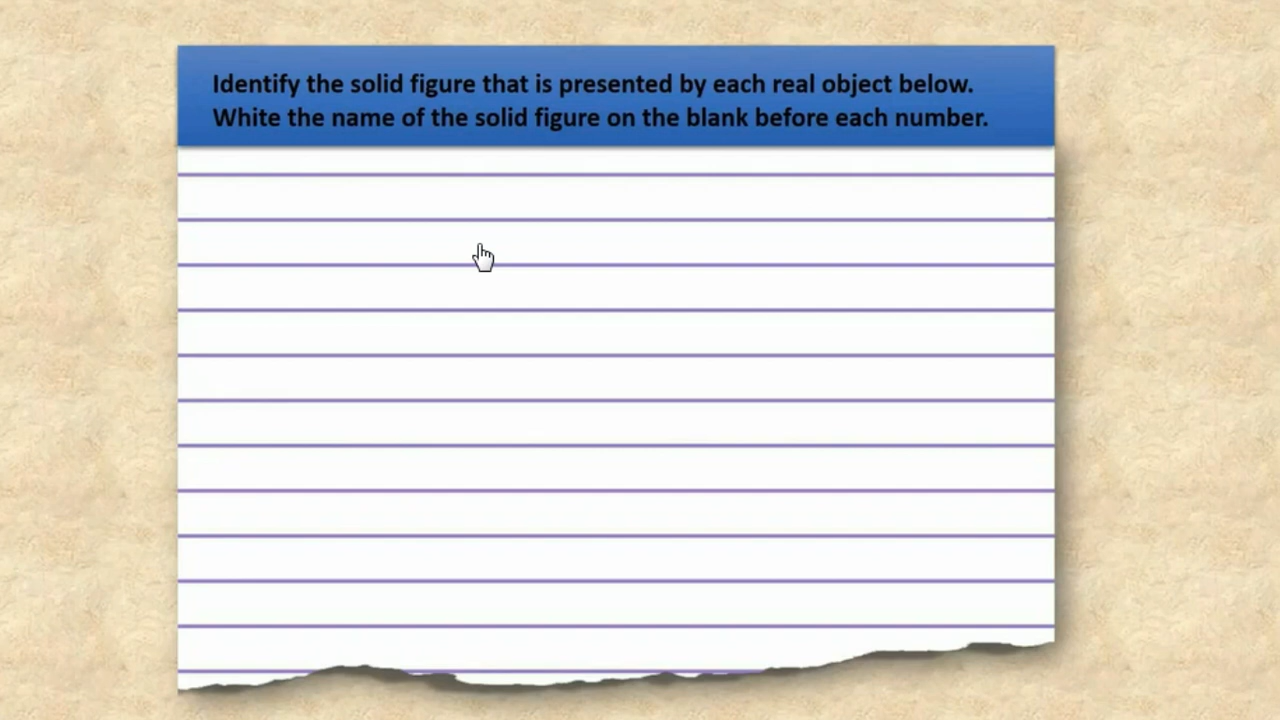 Identify the solid figure that is presented by each real object below.
White the name of the solid figure on the blank before each number.